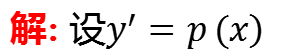 解: 设y′ = p (x)